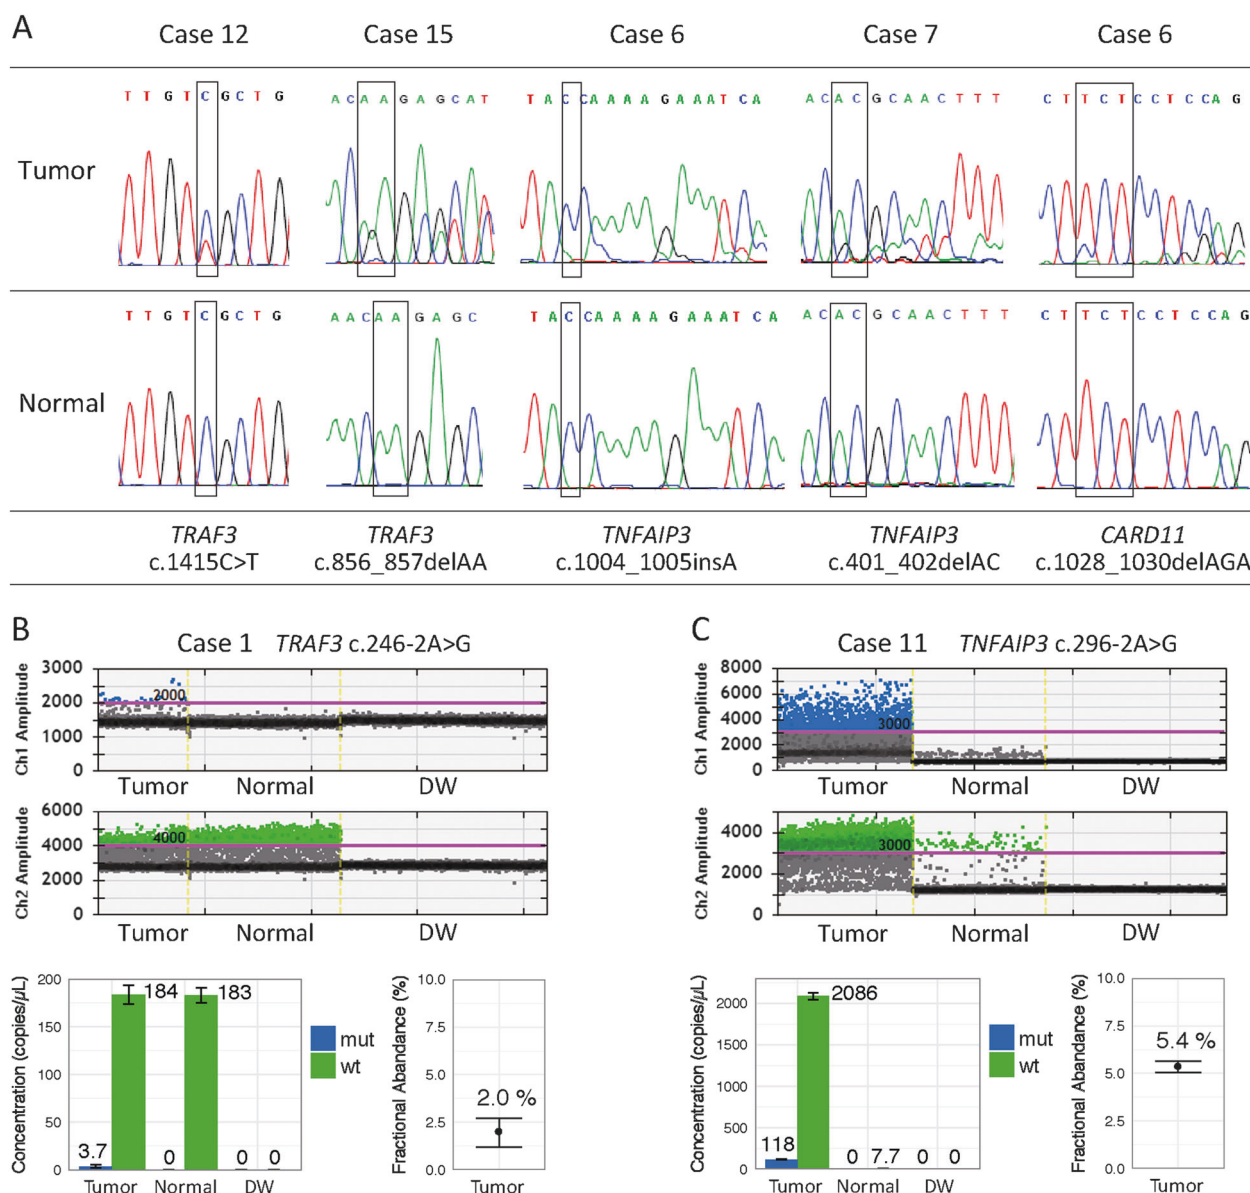 A
Case 12 Case 15 Case 6 Case 7 Case 6
T T G T C G C T G A C A A G A G C A T T A C C A A A A G A A A T C A A C A C G C A A C T T T C T T C T C C T C C A G
Tumor
T T G T C G C T G A A C A A G A G C T A C C A A A A G A A A T C A A C A C G C A A C T T T C T T C T C C T C C A G
Normal
TRAF3 TRAF3 TNFAIP3 TNFAIP3 CARD11
c.1415C>T c.856_857delAA c.1004_1005insA c.401_402delAC c.1028_1030delAGA
B
Case 1 TRAF3 c.246-2A>G
Ch1 Amplitude
3000
2000
1000
0
2000
Tumor Normal DW
Ch2 Amplitude
6000
4000
2000
0
4000
Tumor Normal DW
Concentration (copies/µL)
200
150
100
50
0
3.7 184 0 183 0 0
Tumor Normal DW
mut
wt
Fractional Abundance (%)
10.0
7.5
5.0
2.5
0.0
2.0 %
Tumor
C
Case 11 TNFAIP3 c.296-2A>G
Ch1 Amplitude
8000
6000
4000
2000
0
3000
Tumor Normal DW
Ch2 Amplitude
4000
2000
0
3000
Tumor Normal DW
Concentration (copies/µL)
2000
1500
1000
500
0
118 2086 0 7.7 0 0
Tumor Normal DW
mut
wt
Fractional Abundance (%)
10.0
7.5
5.0
2.5
0.0
5.4 %
Tumor